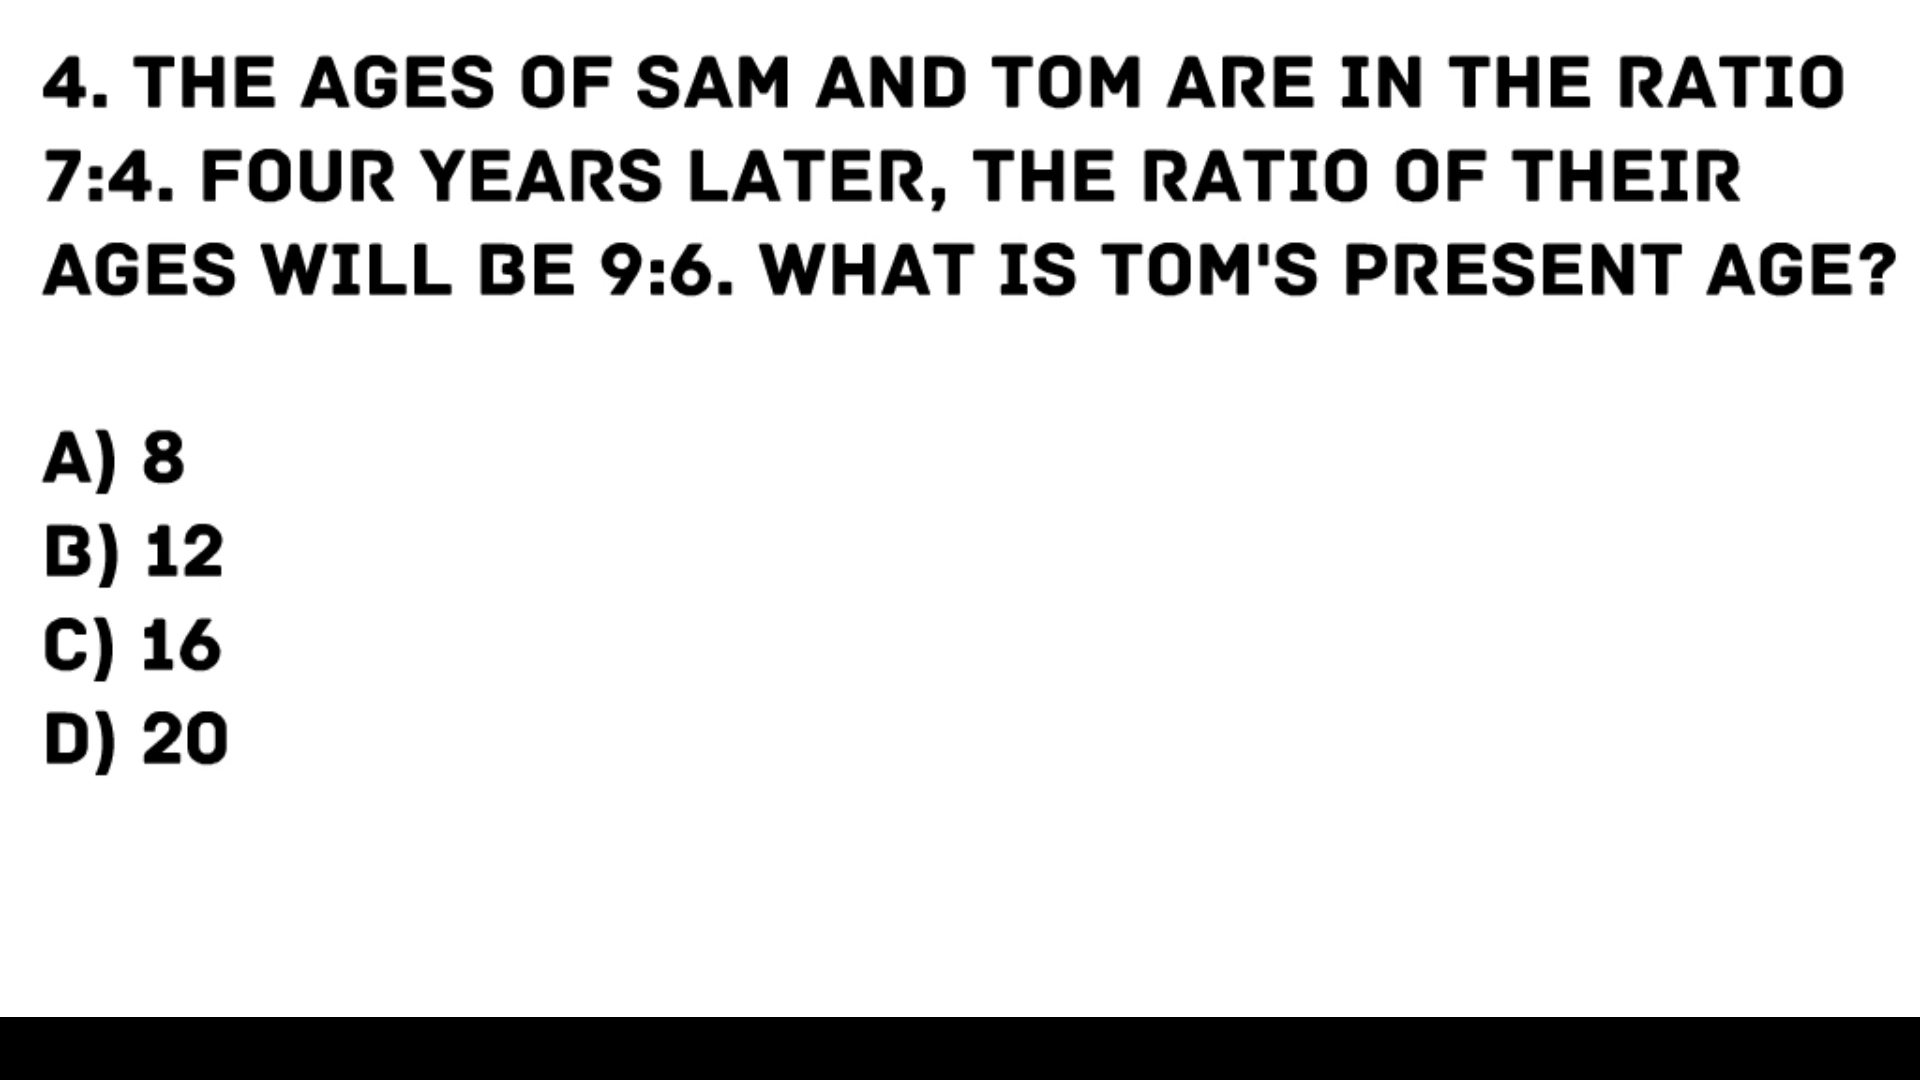 4. THE AGES OF SAM AND TOM ARE IN THE RATIO
7:4. FOUR YEARS LATER, THE RATIO OF THEIR
AGES WILL BE 9:6. WHAT IS TOM'S PRESENT AGE?
A) 8
B) 12
C) 16
D) 20